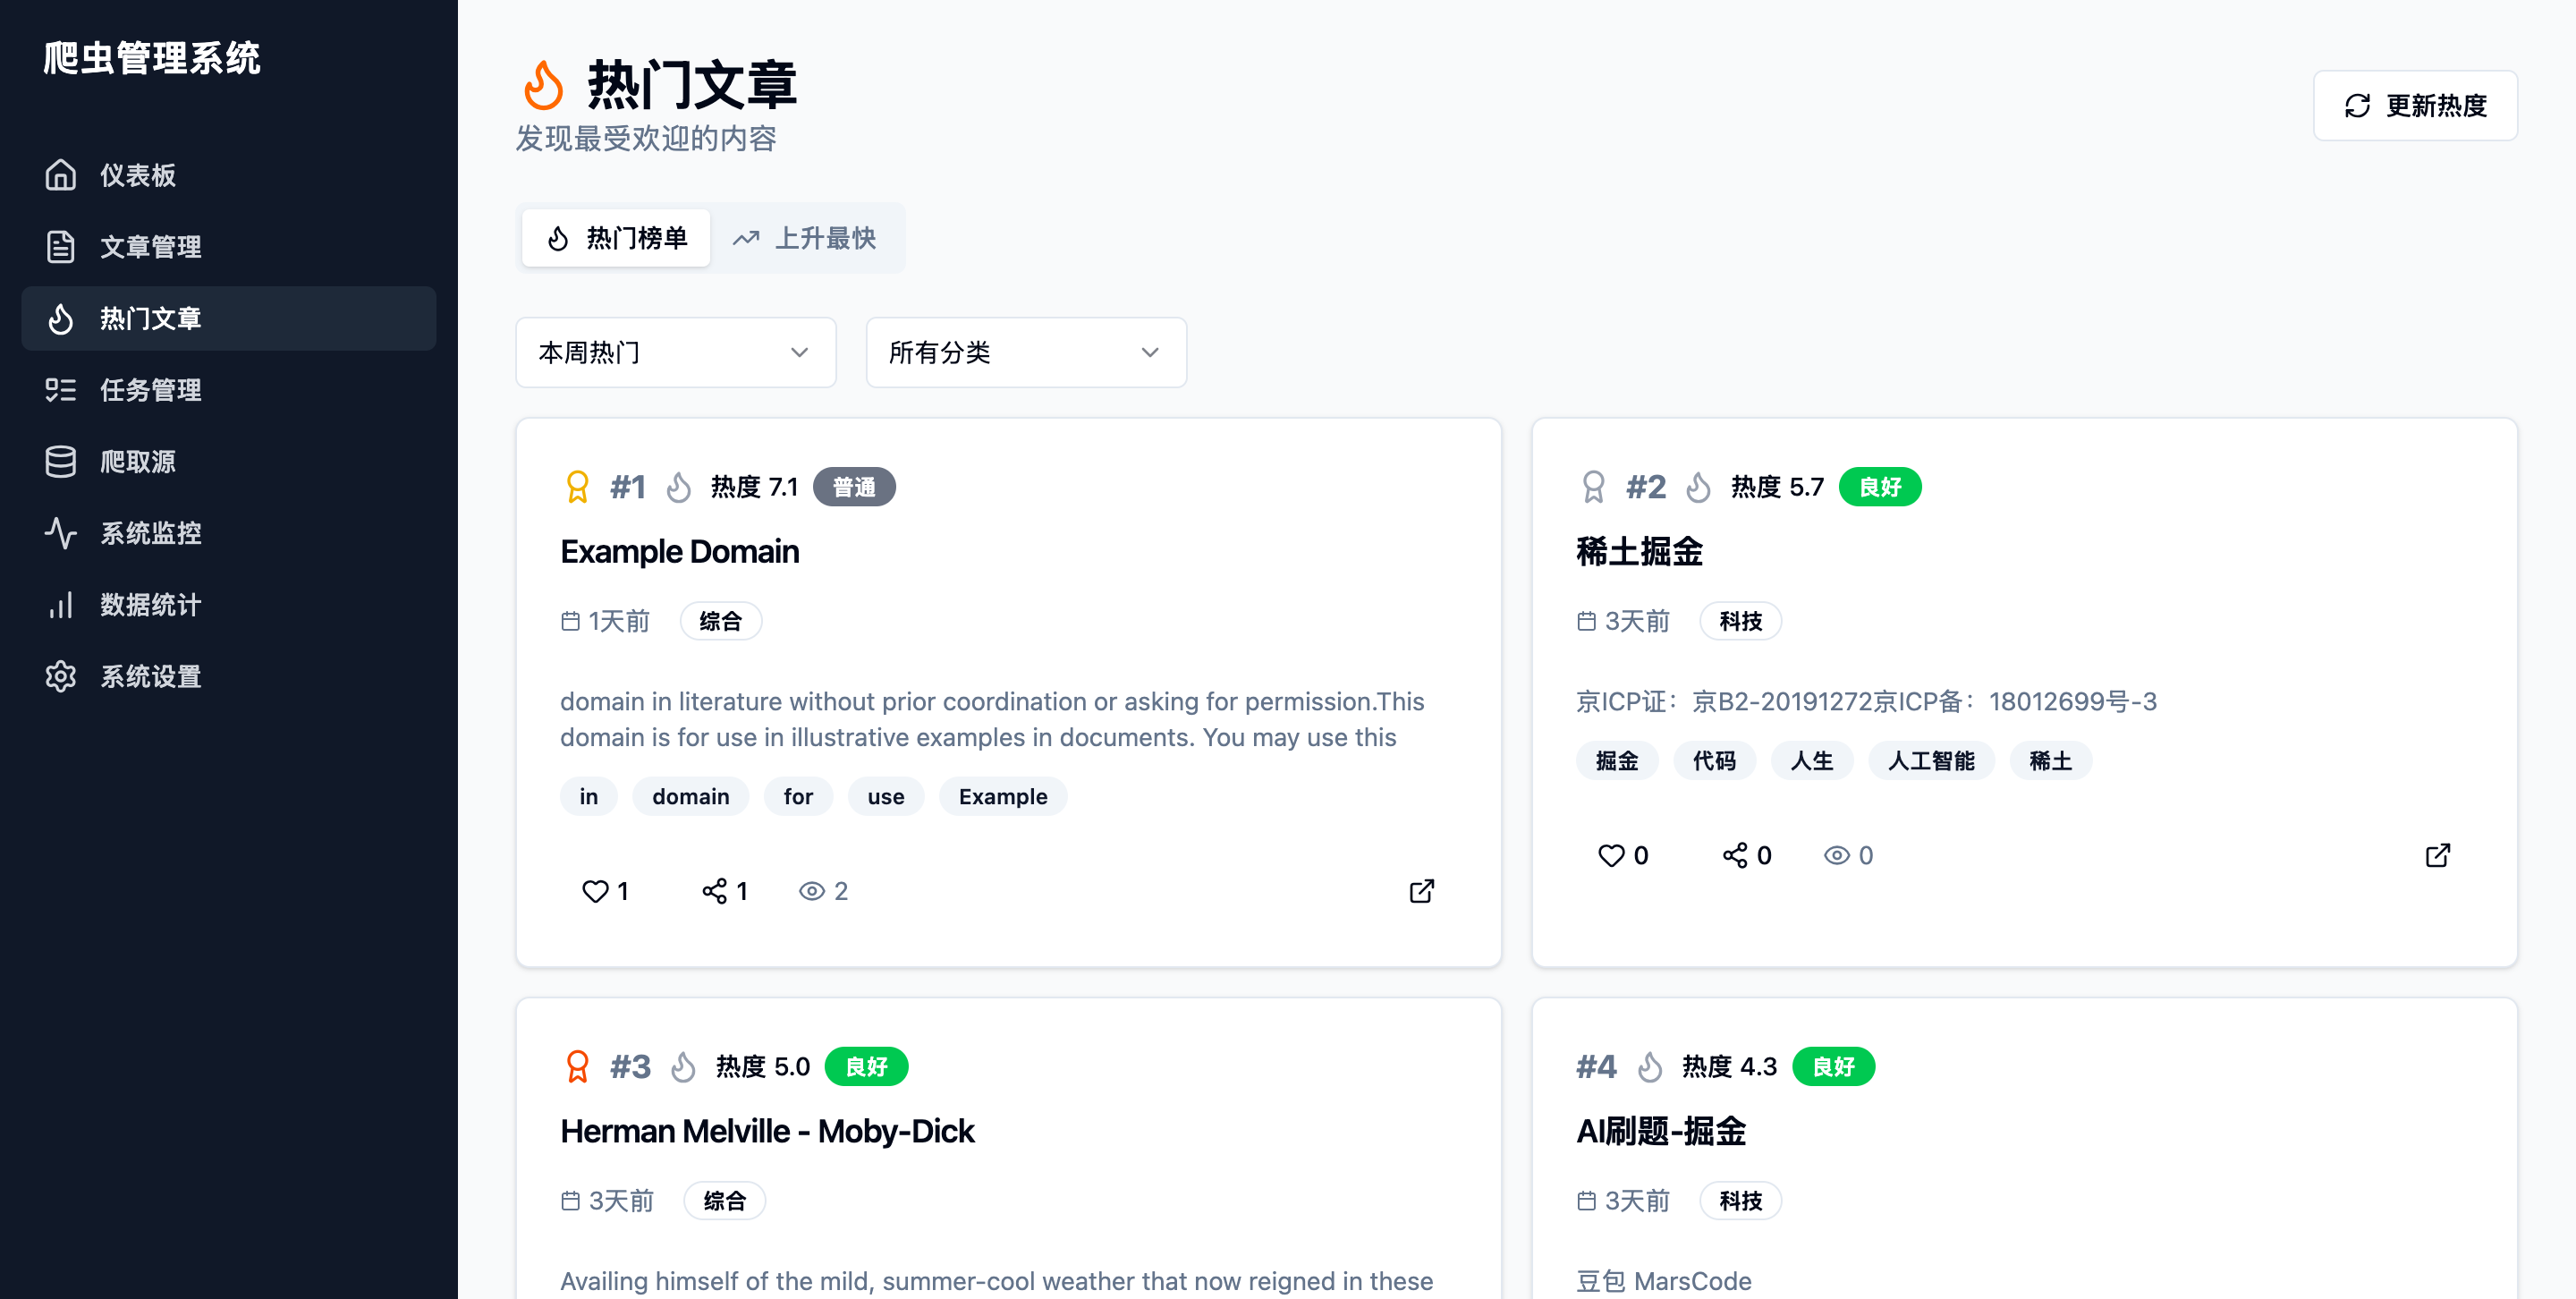 爬虫管理系统
仪表板
文章管理
热门文章
任务管理
爬取源
系统监控
数据统计
系统设置
热门文章
发现最受欢迎的内容
更新热度
热门榜单
上升最快
本周热门
所有分类
#1 热度 7.1 普通
Example Domain
1天前 综合
domain in literature without prior coordination or asking for permission.This
domain is for use in illustrative examples in documents. You may use this
in domain for use Example
1 1 2
#2 热度 5.7 良好
稀土掘金
3天前 科技
京ICP证：京B2-20191272京ICP备：18012699号-3
掘金 代码 人生 人工智能 稀土
0 0 0
#3 热度 5.0 良好
Herman Melville - Moby-Dick
3天前 综合
Availing himself of the mild, summer-cool weather that now reigned in these
#4 热度 4.3 良好
AI刷题-掘金
3天前 科技
豆包 MarsCode